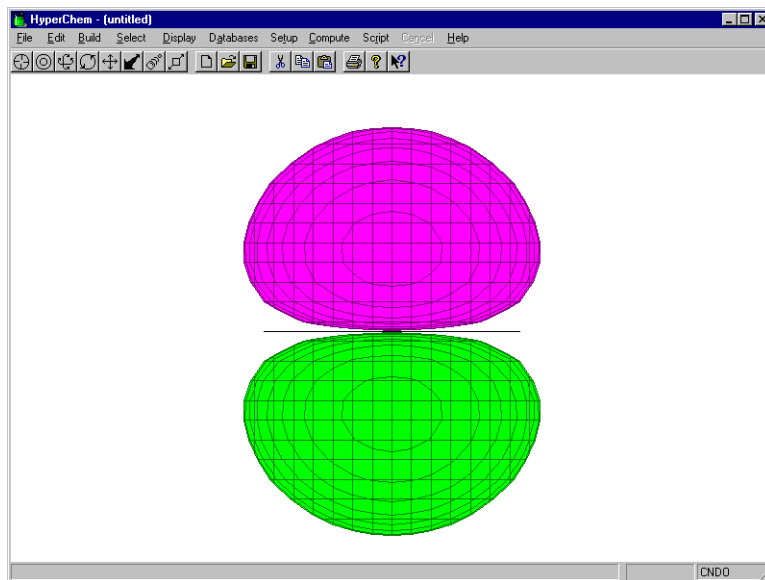 HyperChem - (untitled)
File Edit Build Select Display Databases Setup Compute Script Cancel Help
CNDO